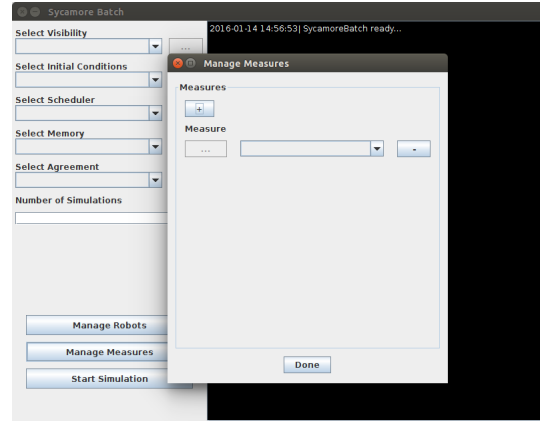 Sycamore Batch
Select Visibility
...
Select Initial Conditions
Select Scheduler
Select Memory
Select Agreement
Number of Simulations
Manage Robots
Manage Measures
Start Simulation
2016-01-14 14:56:53| SycamoreBatch ready...
Manage Measures
Measures
+
Measure
...
-
Done